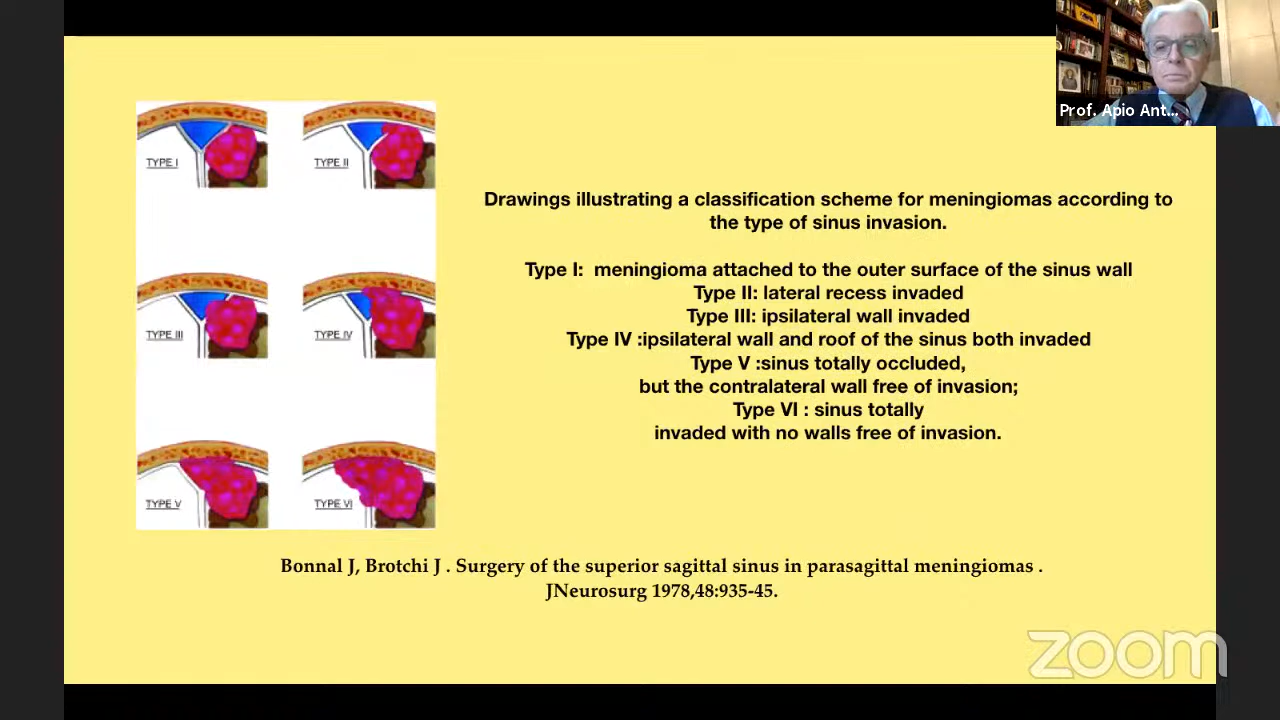 Prof. Apio Ant...
TYPE I
TYPE II
TYPE III
TYPE IV
TYPE V
TYPE VI
Drawings illustrating a classification scheme for meningiomas according to
the type of sinus invasion.
Type I: meningioma attached to the outer surface of the sinus wall
Type II: lateral recess invaded
Type III: ipsilateral wall invaded
Type IV :ipsilateral wall and roof of the sinus both invaded
Type V :sinus totally occluded,
but the contralateral wall free of invasion;
Type VI : sinus totally
invaded with no walls free of invasion.
Bonnal J, Brotchi J . Surgery of the superior sagittal sinus in parasagittal meningiomas .
JNeurosurg 1978,48:935-45.
zoom